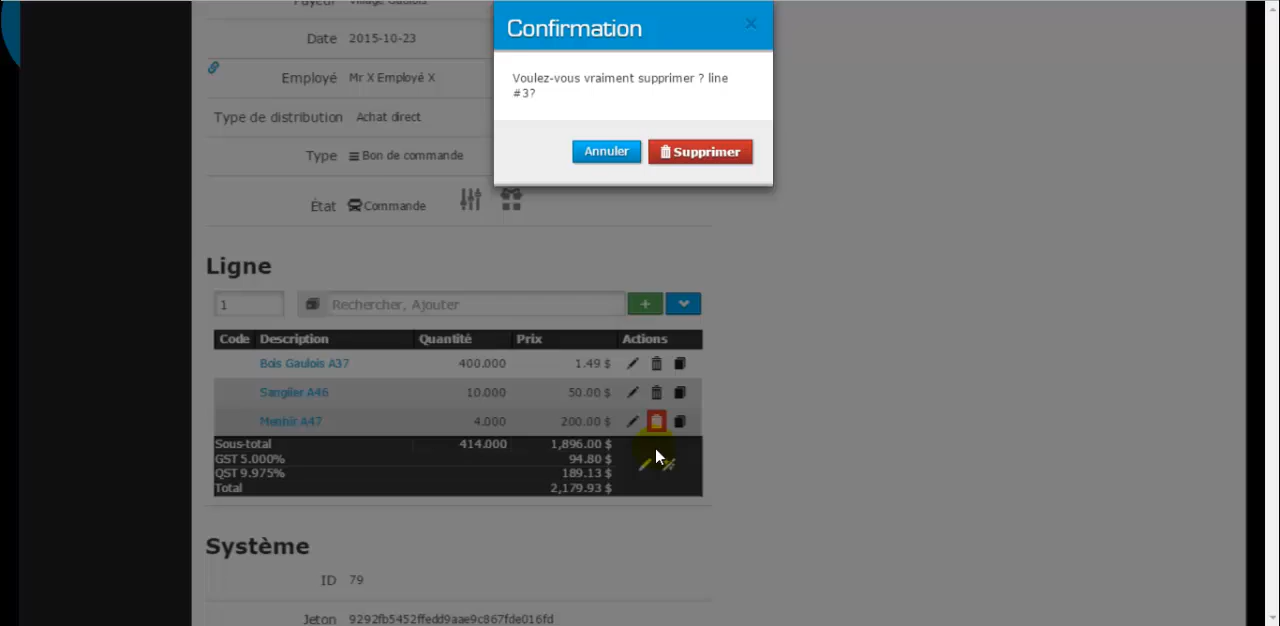 Payeur Village Gaulois
Confirmation ×
Date 2015-10-23
Voulez-vous vraiment supprimer ? line
#3?
Employé Mr X Employé X
Type de distribution Achat direct
Annuler Supprimer
Type Bon de commande
État Commande
Ligne
1 Rechercher, Ajouter +
Code Description Quantité Prix Actions
Bois Gaulois A37 400.000 1.49 $
Sanglier A46 10.000 50.00 $
Menhir A47 4.000 200.00 $
Sous-total 414.000 1,896.00 $
GST 5.000% 94.80 $
QST 9.975% 189.13 $
Total 2,179.93 $
Système
ID 79
Jeton 9292fb5452ffedd9aae9c867fde016fd